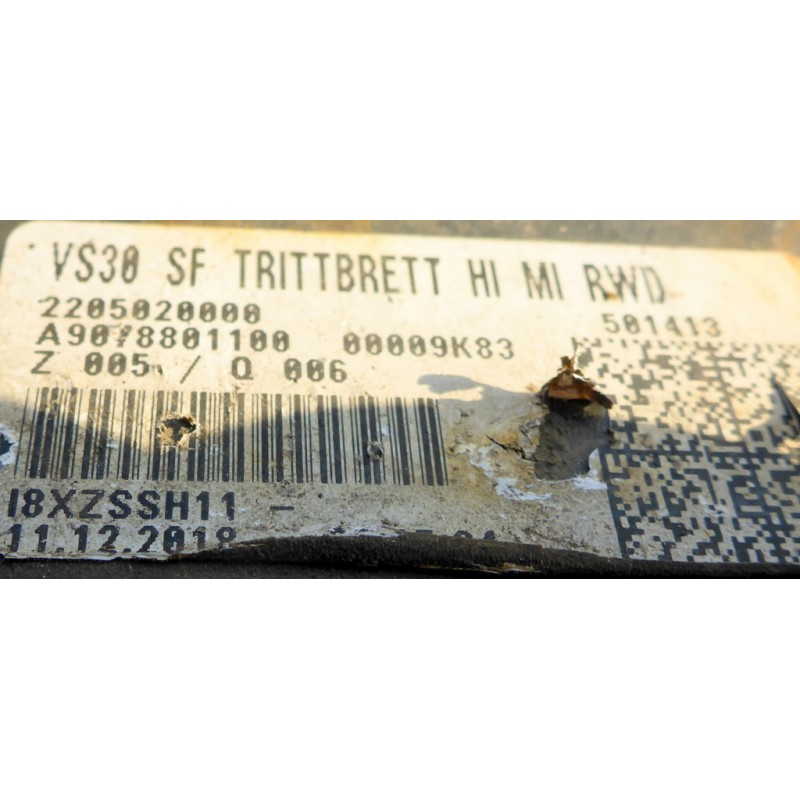 VS30 SF TRITTBRETT HI MI RWD
2205020000 501413
A9078801100 00009K83
Z 005 / Q 006
I8XZSSH11 -
11.12.2018